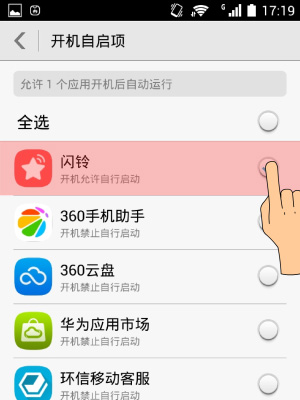 G 17:19
开机自启项
允许 1 个应用开机后自动运行
全选
闪铃
开机允许自行启动
360手机助手
开机禁止自行启动
360云盘
开机禁止自行启动
华为应用市场
开机禁止自行启动
环信移动客服
开机禁止自行启动